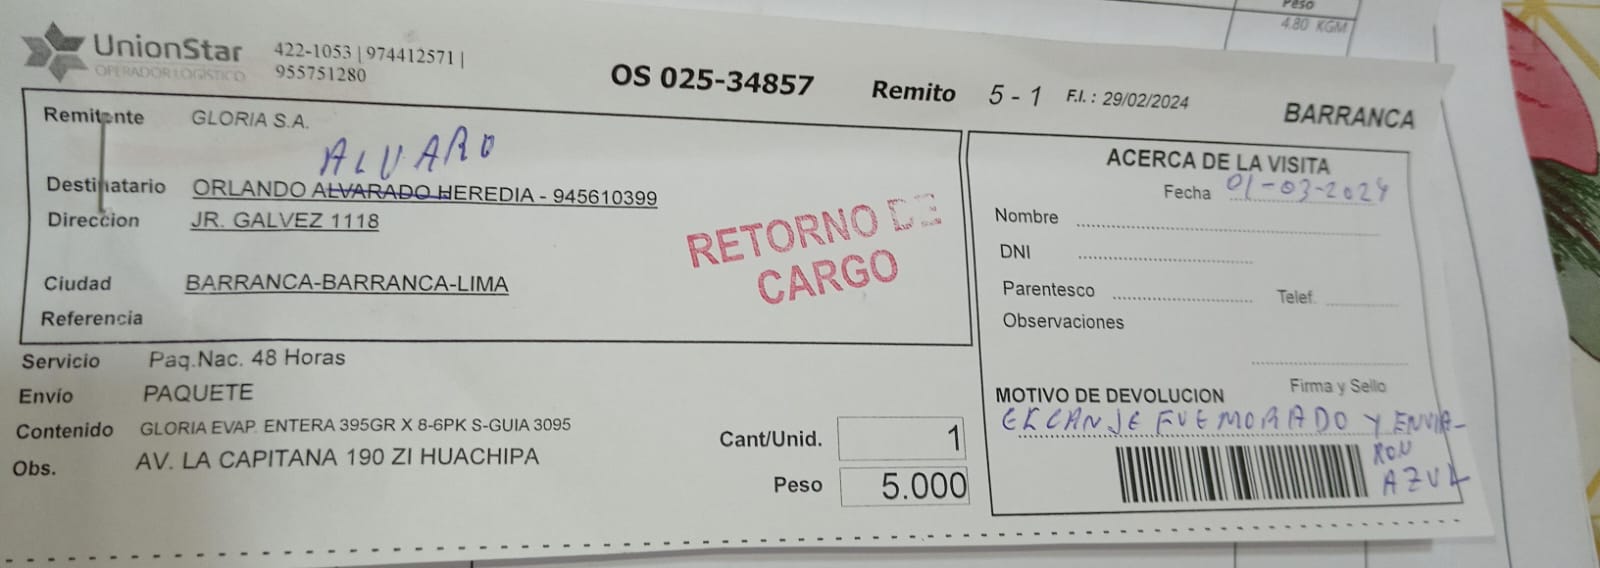 Peso
4.80 KGM
UnionStar
OPERADOR LOGÍSTICO
422-1053 | 974412571 |
955751280
OS 025-34857
Remito 5 - 1
F.I. : 29/02/2024
BARRANCA
Remitente GLORIA S.A.
ALVARO
Destinatario ORLANDO ALVARADO HEREDIA - 945610399
Direccion JR. GALVEZ 1118
Ciudad BARRANCA-BARRANCA-LIMA
Referencia
RETORNO DE
CARGO
Servicio Paq.Nac. 48 Horas
Envío PAQUETE
Contenido GLORIA EVAP. ENTERA 395GR X 8-6PK S-GUIA 3095
Obs. AV. LA CAPITANA 190 ZI HUACHIPA
Cant/Unid. 1
Peso 5.000
ACERCA DE LA VISITA
Fecha 01-03-2024
Nombre
DNI
Parentesco Telef.
Observaciones
Firma y Sello
MOTIVO DE DEVOLUCION
EL CANJE FUE MORADO Y ENVIA-
RON
AZUL